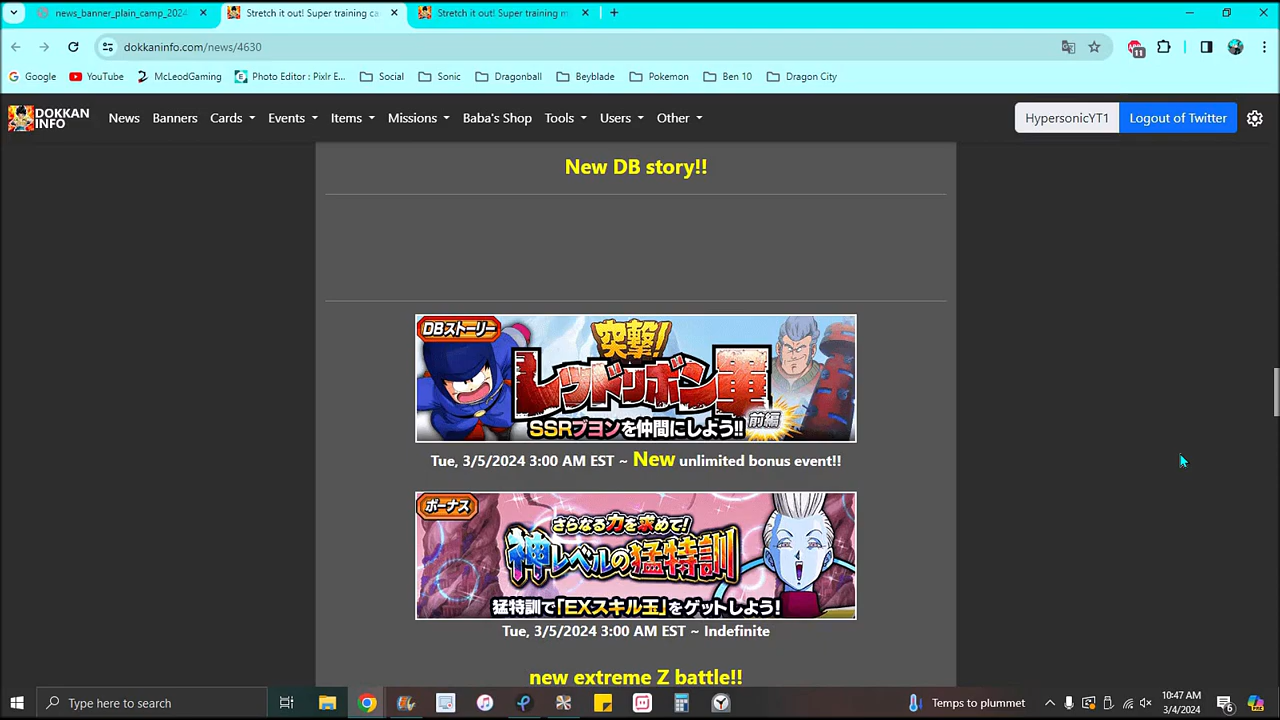 news_banner_plain_camp_2024
Stretch it out! Super training ca
Stretch it out! Super training m
dokkaninfo.com/news/4630
11
Google
YouTube
McLeodGaming
Photo Editor : Pixlr E...
Social
Sonic
Dragonball
Beyblade
Pokemon
Ben 10
Dragon City
DOKKAN
INFO
News
Banners
Cards
Events
Items
Missions
Baba's Shop
Tools
Users
Other
HypersonicYT1
Logout of Twitter
New DB story!!
DBストーリー
突撃!
レッドリボン軍
前編
SSRブヨンを仲間にしよう!!
Tue, 3/5/2024 3:00 AM EST ~ New unlimited bonus event!!
ボーナス
さらなる力を求めて!
神レベルの猛特訓
猛特訓で「EXスキル玉」をゲットしよう!
Tue, 3/5/2024 3:00 AM EST ~ Indefinite
new extreme Z battle!!
Type here to search
Temps to plummet
10:47 AM
3/4/2024
6